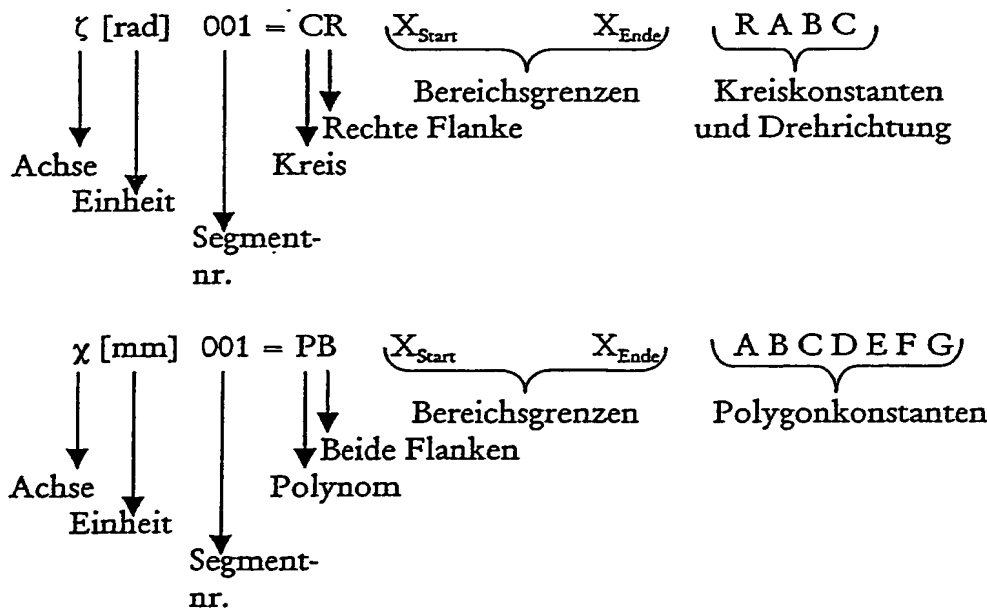 ζ [rad] 001 = CR X_Start X_Ende R A B C
Bereichsgrenzen Kreiskonstanten
Rechte Flanke und Drehrichtung
Achse Kreis
Einheit
Segment-
nr.
χ [mm] 001 = PB X_Start X_Ende A B C D E F G
Bereichsgrenzen Polygonkonstanten
Beide Flanken
Achse Polynom
Einheit
Segment-
nr.